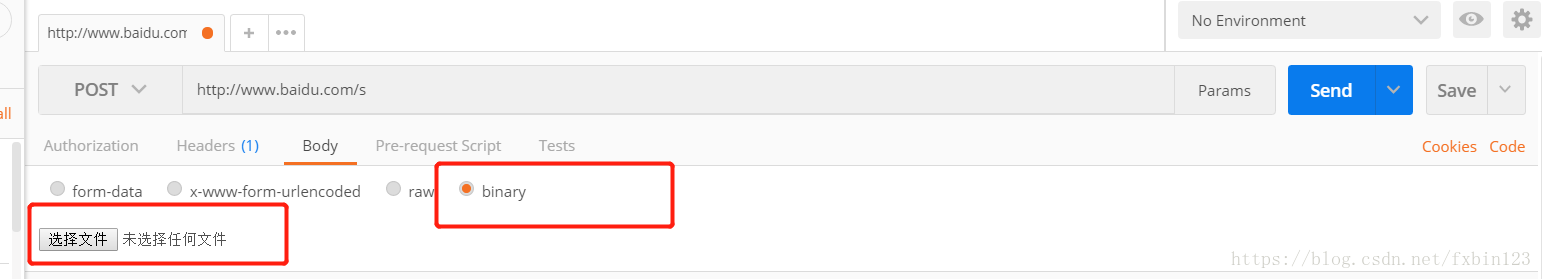 http://www.baidu.com
+
•••
No Environment
POST
http://www.baidu.com/s
Params
Send
Save
all
Authorization
Headers (1)
Body
Pre-request Script
Tests
Cookies
Code
form-data
x-www-form-urlencoded
raw
binary
选择文件 未选择任何文件
https://blog.csdn.net/fxbin123